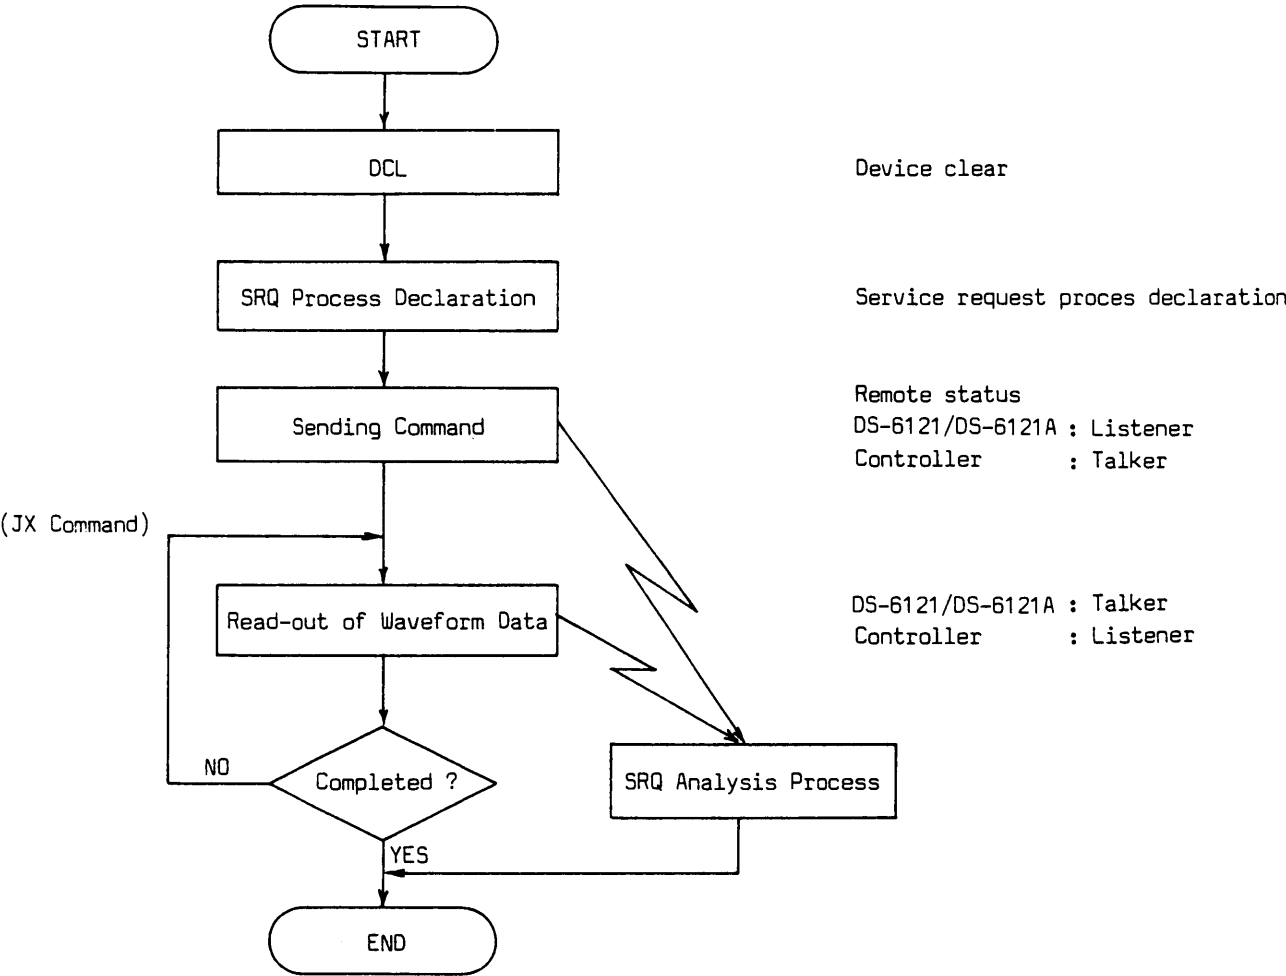 START
DCL
Device clear
SRQ Process Declaration
Service request proces declaration
Sending Command
Remote status
DS-6121/DS-6121A : Listener
Controller : Talker
(JX Command)
Read-out of Waveform Data
DS-6121/DS-6121A : Talker
Controller : Listener
Completed ?
NO
SRQ Analysis Process
YES
END